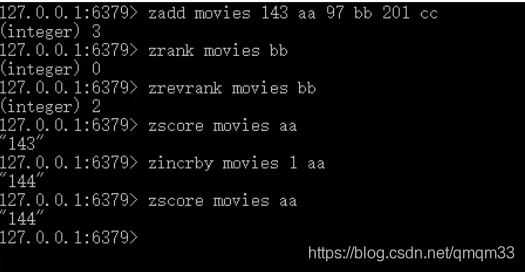 127.0.0.1:6379> zadd movies 143 aa 97 bb 201 cc
(integer) 3
127.0.0.1:6379> zrank movies bb
(integer) 0
127.0.0.1:6379> zrevrank movies bb
(integer) 2
127.0.0.1:6379> zscore movies aa
"143"
127.0.0.1:6379> zincrby movies 1 aa
"144"
127.0.0.1:6379> zscore movies aa
"144"
127.0.0.1:6379>
https://blog.csdn.net/qmqm33